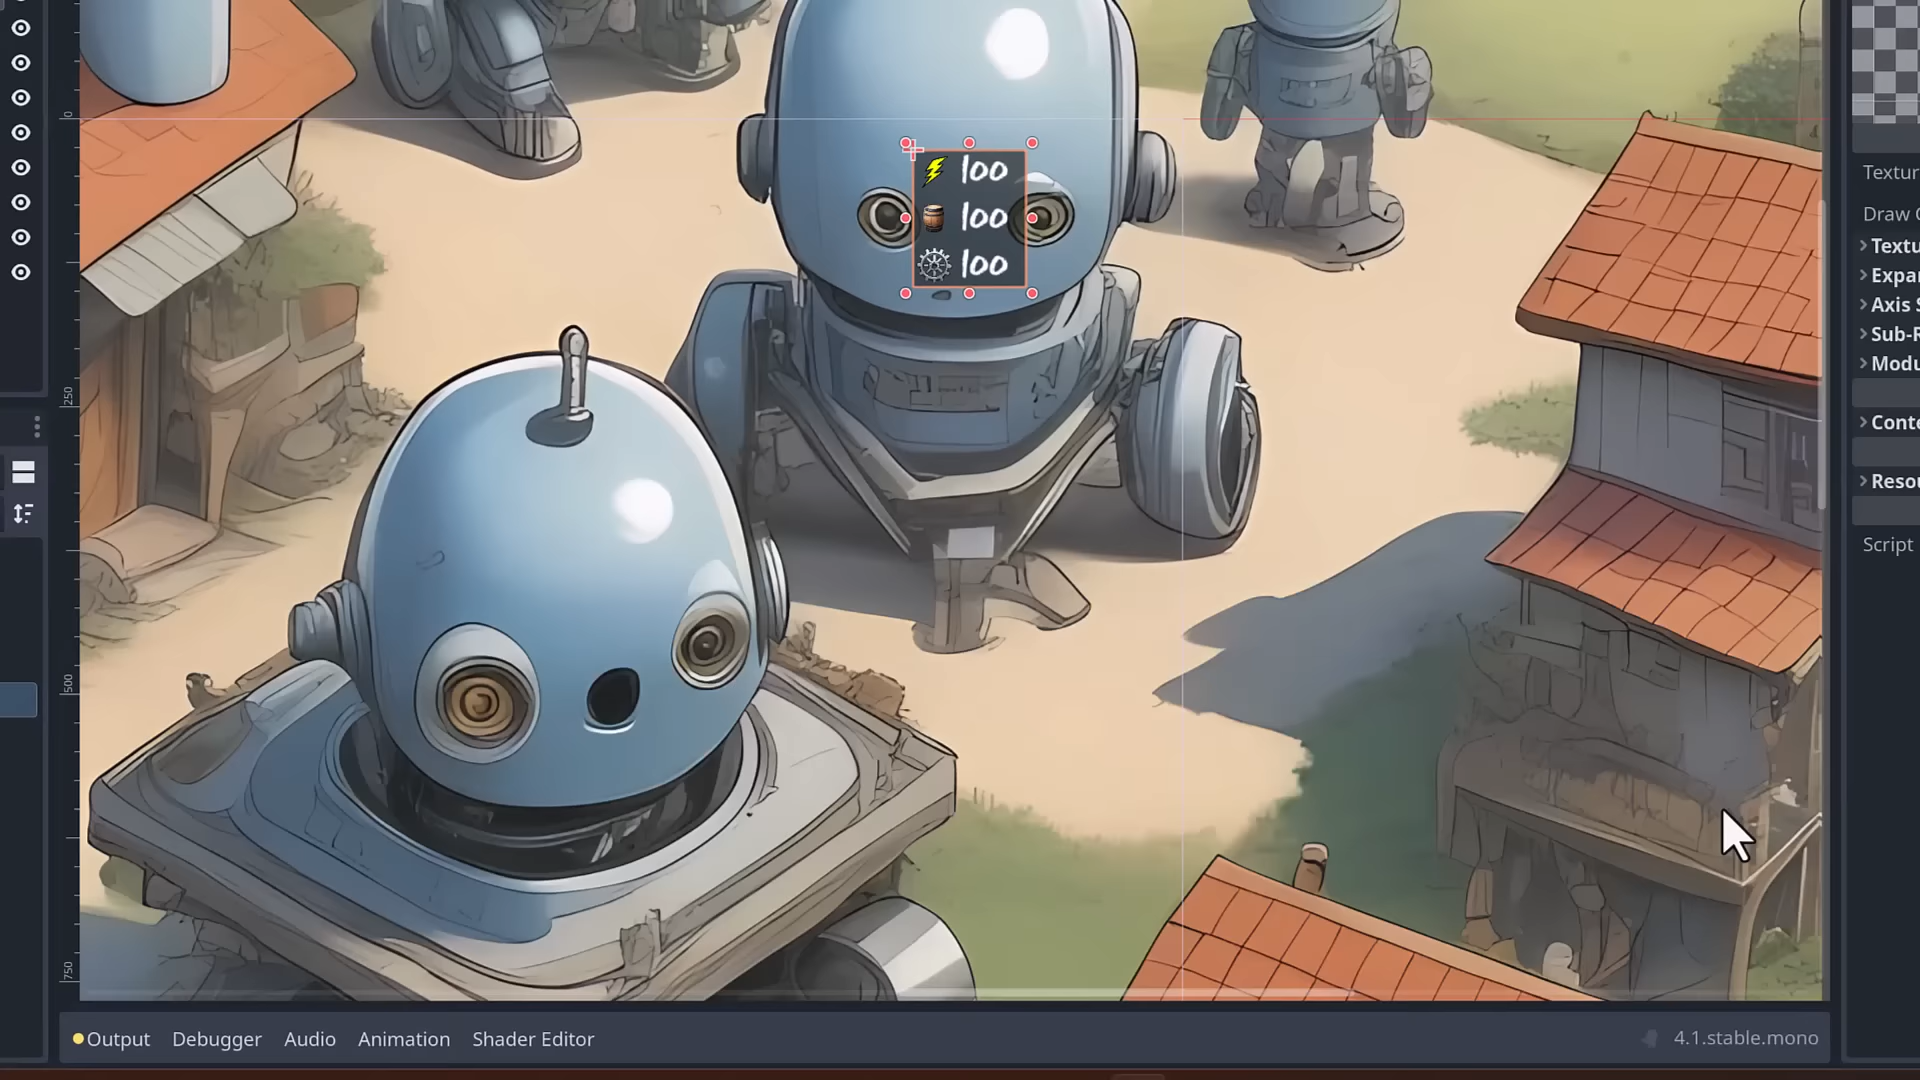 100
100
100
0
250
500
750
Textur
Draw
Textu
Expa
Axis S
Sub-R
Modu
Conte
Resou
Script
Output Debugger Audio Animation Shader Editor
4.1.stable.mono